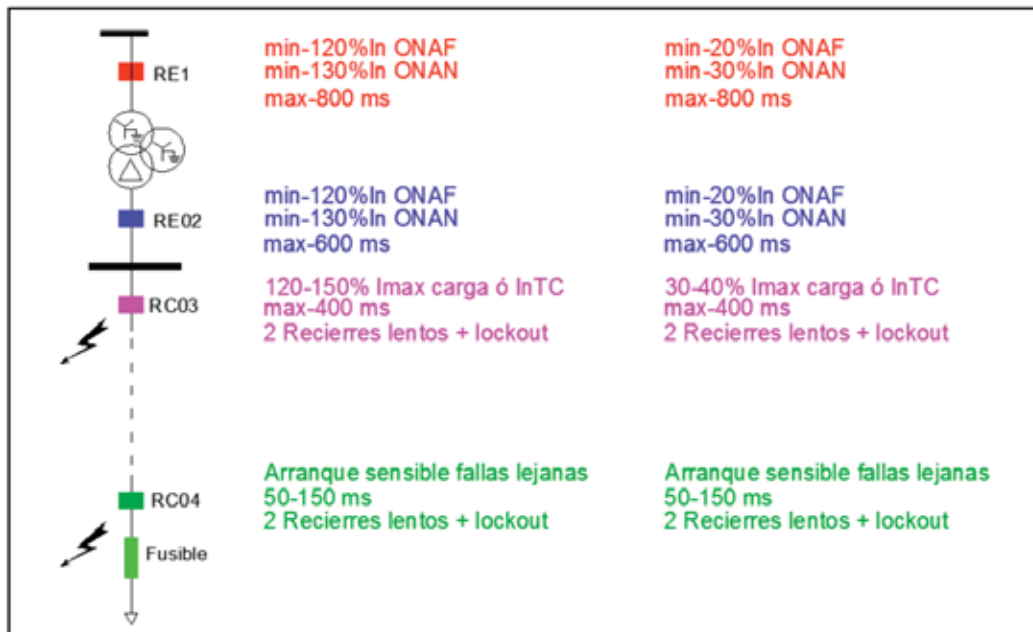 RE1
min-120%In ONAF
min-130%In ONAN
max-800 ms
min-20%In ONAF
min-30%In ONAN
max-800 ms
RE02
min-120%In ONAF
min-130%In ONAN
max-600 ms
min-20%In ONAF
min-30%In ONAN
max-600 ms
RC03
120-150% Imax carga ó InTC
max-400 ms
2 Recierres lentos + lockout
30-40% Imax carga ó InTC
max-400 ms
2 Recierres lentos + lockout
RC04
Arranque sensible fallas lejanas
50-150 ms
2 Recierres lentos + lockout
Arranque sensible fallas lejanas
50-150 ms
2 Recierres lentos + lockout
Fusible